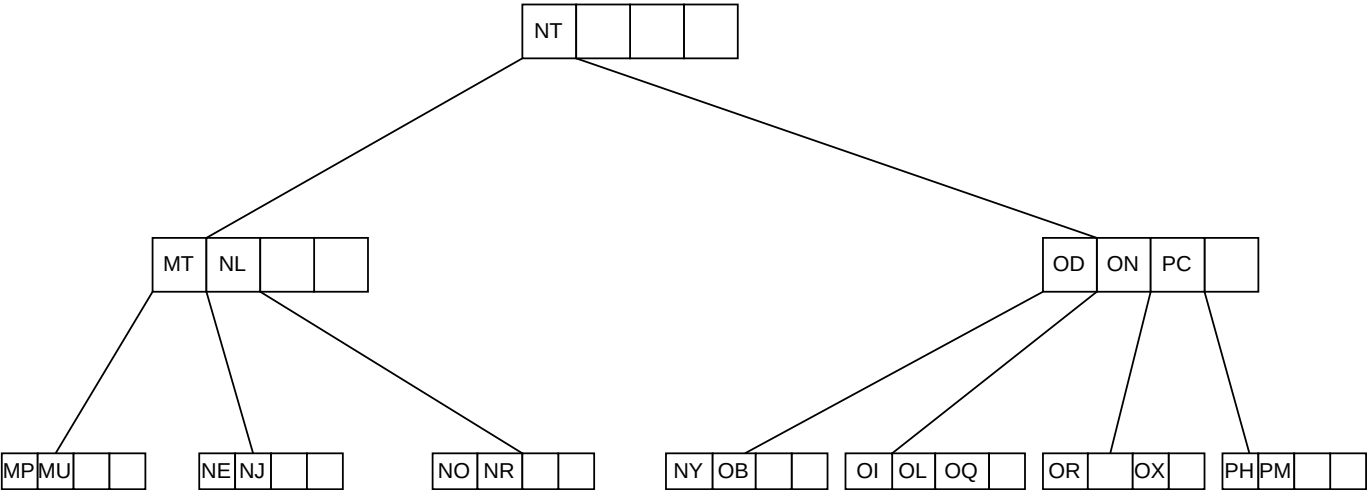 NT
MT NL
OD ON PC
MP MU
NE NJ
NO NR
NY OB
OI OL OQ
OR OX
PH PM